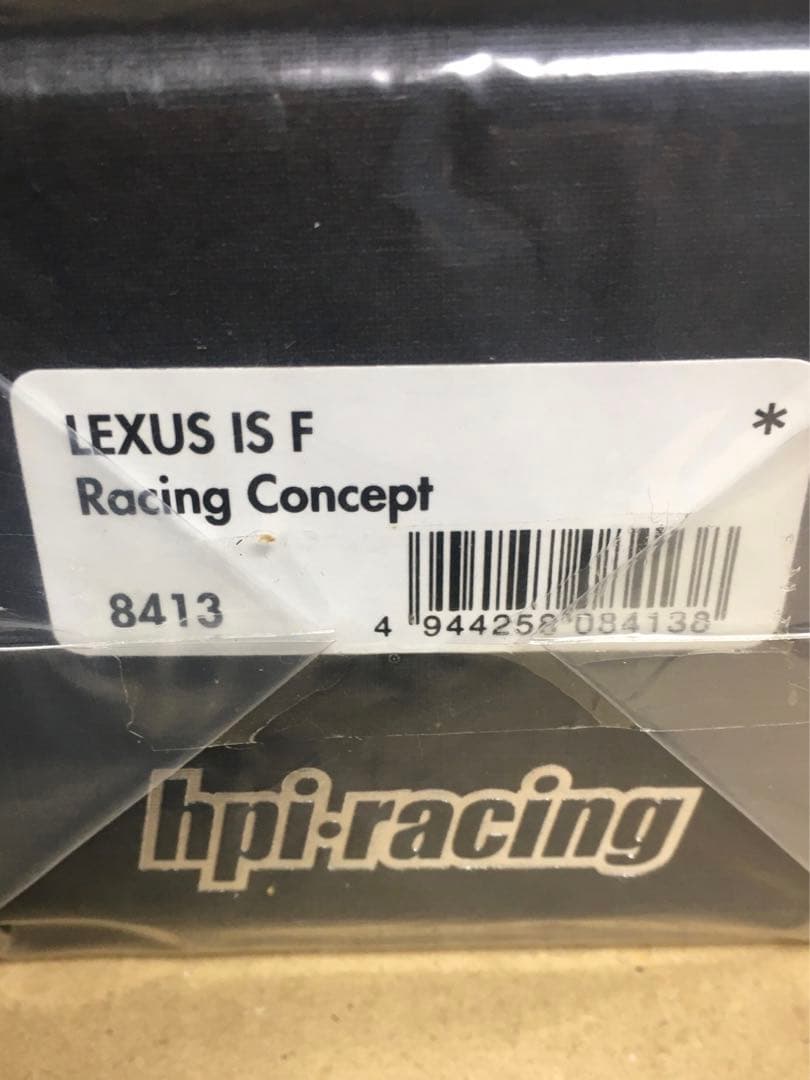 LEXUS IS F
*
Racing Concept
8413
4 944258 084138
hpi·racing